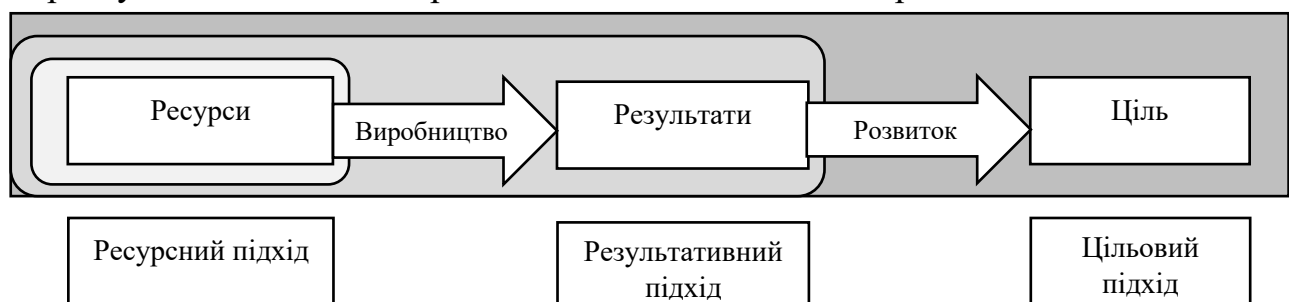 Ресурси
Виробництво
Результати
Розвиток
Ціль
Ресурсний підхід
Результативний
підхід
Цільовий
підхід